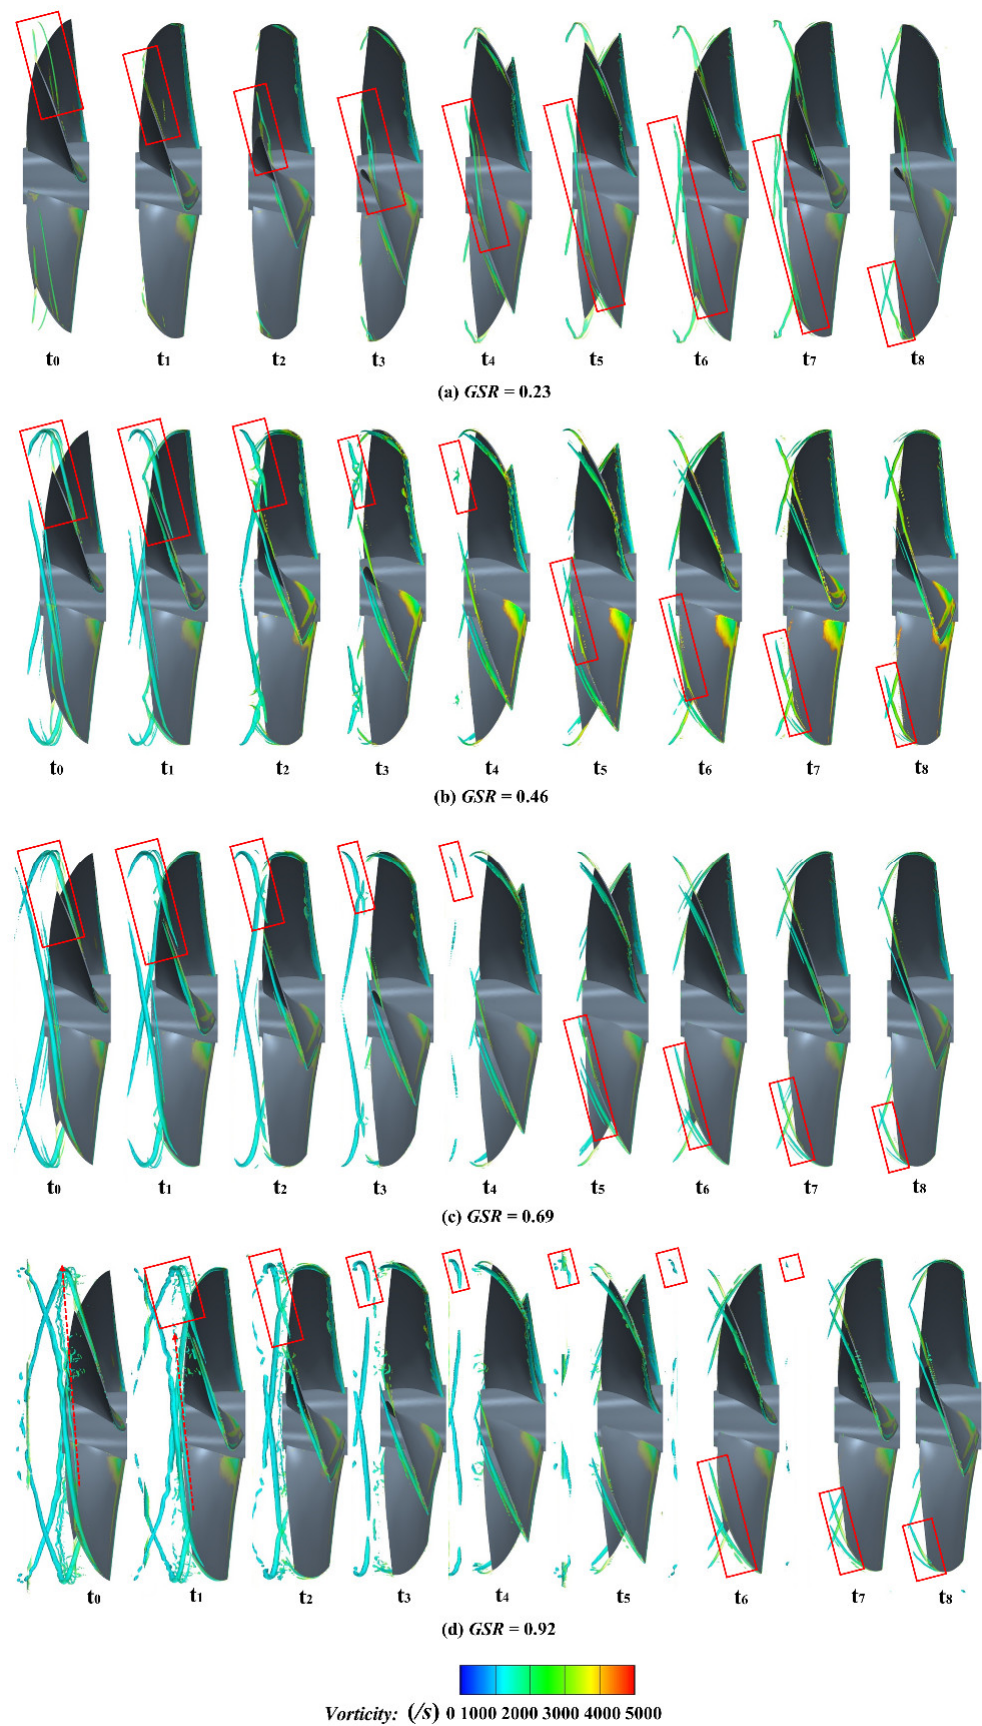 t0 t1 t2 t3 t4 t5 t6 t7 t8
(a) GSR = 0.23
t0 t1 t2 t3 t4 t5 t6 t7 t8
(b) GSR = 0.46
t0 t1 t2 t3 t4 t5 t6 t7 t8
(c) GSR = 0.69
t0 t1 t2 t3 t4 t5 t6 t7 t8
(d) GSR = 0.92
Vorticity: (/s) 0 1000 2000 3000 4000 5000